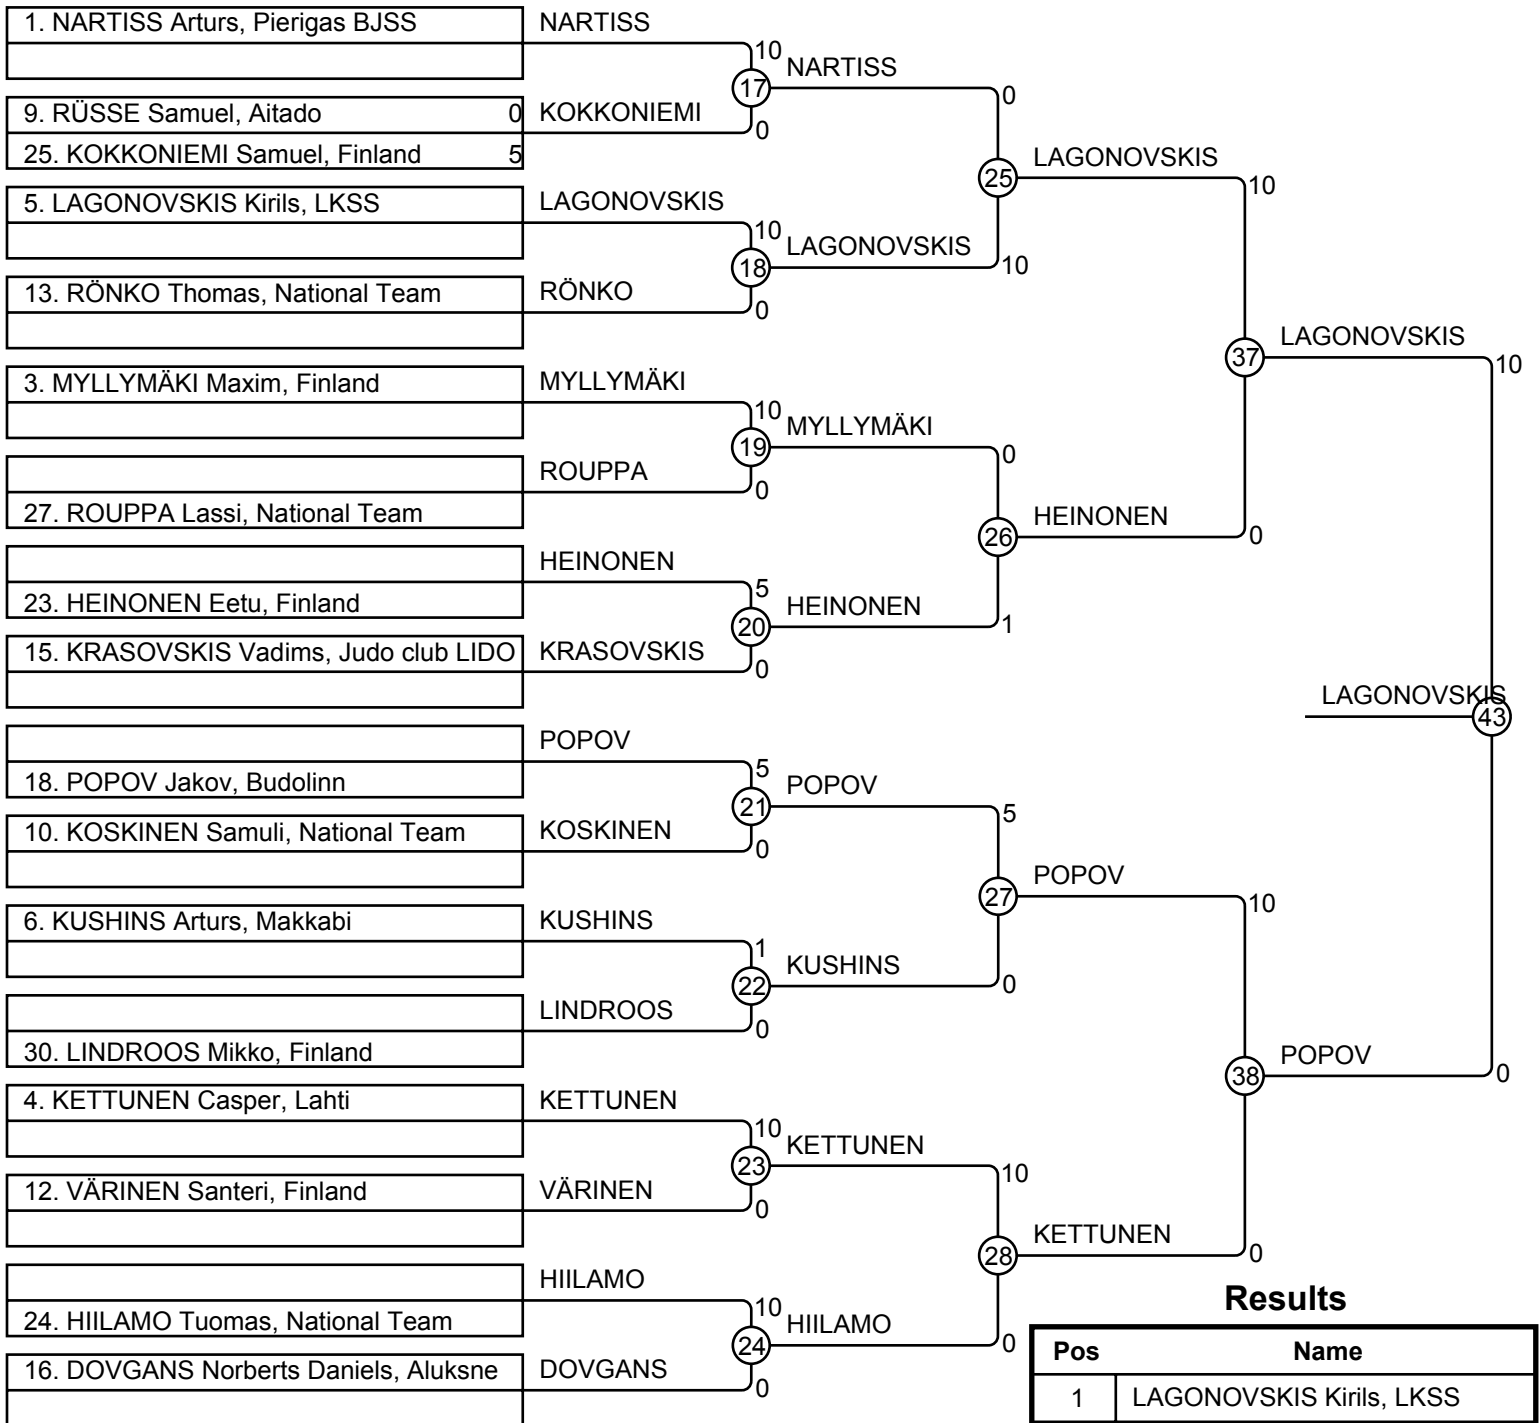 1. NARTISS Arturs, Pierigas BJSS
NARTISS
10
NARTISS
17
0
9. RÜSSE Samuel, Aitado 0
KOKKONIEMI
0
25. KOKKONIEMI Samuel, Finland 5
LAGONOVSKIS
25
10
5. LAGONOVSKIS Kirils, LKSS
LAGONOVSKIS
10
LAGONOVSKIS
18
10
13. RÖNKO Thomas, National Team
RÖNKO
0
LAGONOVSKIS
37
10
3. MYLLYMÄKI Maxim, Finland
MYLLYMÄKI
10
MYLLYMÄKI
19
0
ROUPPA
0
27. ROUPPA Lassi, National Team
HEINONEN
26
0
HEINONEN
5
23. HEINONEN Eetu, Finland
HEINONEN
20
1
15. KRASOVSKIS Vadims, Judo club LIDO
KRASOVSKIS
0
LAGONOVSKIS
43
POPOV
5
18. POPOV Jakov, Budolinn
POPOV
21
5
10. KOSKINEN Samuli, National Team
KOSKINEN
0
POPOV
27
10
6. KUSHINS Arturs, Makkabi
KUSHINS
1
KUSHINS
22
0
LINDROOS
0
30. LINDROOS Mikko, Finland
POPOV
38
0
4. KETTUNEN Casper, Lahti
KETTUNEN
10
KETTUNEN
23
10
12. VÄRINEN Santeri, Finland
VÄRINEN
0
KETTUNEN
28
0
HIILAMO
10
24. HIILAMO Tuomas, National Team
HIILAMO
24
0
16. DOVGANS Norberts Daniels, Aluksne
DOVGANS
0
Results
Pos Name
1 LAGONOVSKIS Kirils, LKSS